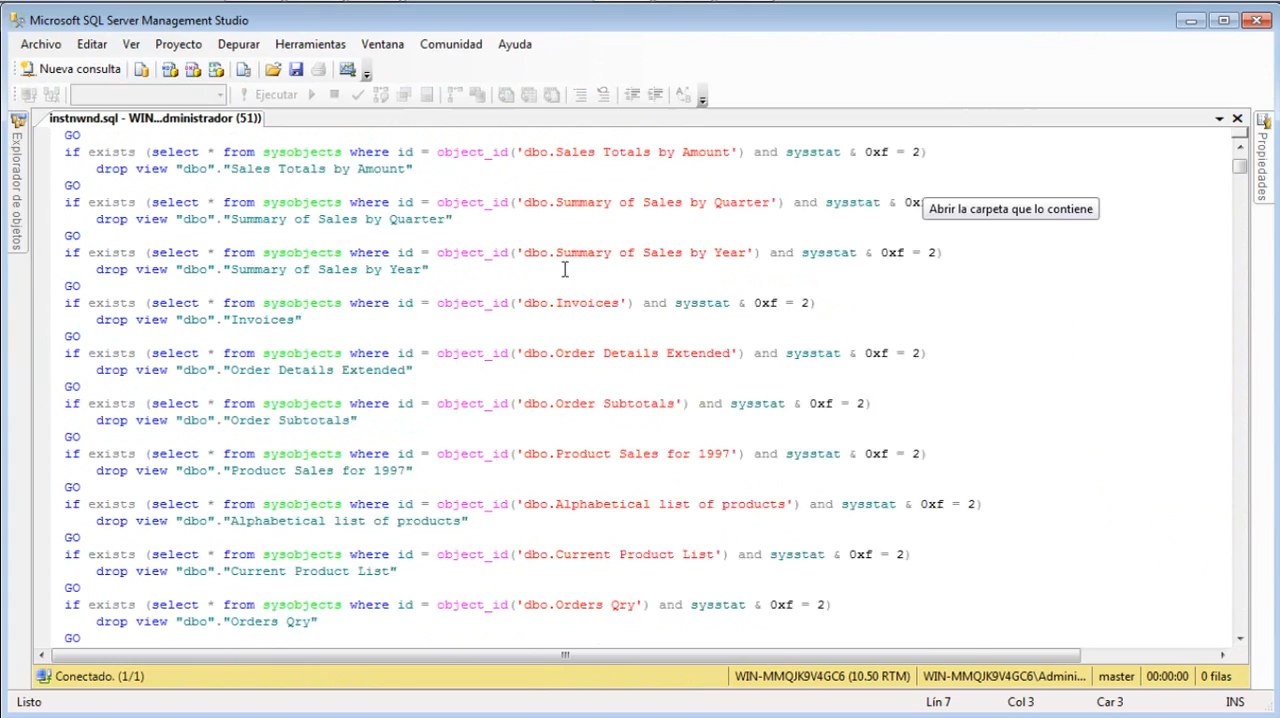 Microsoft SQL Server Management Studio
Archivo Editar Ver Proyecto Depurar Herramientas Ventana Comunidad Ayuda
Nueva consulta
Ejecutar
instnwnd.sql - WIN...dministrador (51))
Explorador de objetos
Propiedades
GO
if exists (select * from sysobjects where id = object_id('dbo.Sales Totals by Amount') and sysstat & 0xf = 2)
drop view "dbo"."Sales Totals by Amount"
GO
if exists (select * from sysobjects where id = object_id('dbo.Summary of Sales by Quarter') and sysstat & 0x
Abrir la carpeta que lo contiene
drop view "dbo"."Summary of Sales by Quarter"
GO
if exists (select * from sysobjects where id = object_id('dbo.Summary of Sales by Year') and sysstat & 0xf = 2)
drop view "dbo"."Summary of Sales by Year"
GO
if exists (select * from sysobjects where id = object_id('dbo.Invoices') and sysstat & 0xf = 2)
drop view "dbo"."Invoices"
GO
if exists (select * from sysobjects where id = object_id('dbo.Order Details Extended') and sysstat & 0xf = 2)
drop view "dbo"."Order Details Extended"
GO
if exists (select * from sysobjects where id = object_id('dbo.Order Subtotals') and sysstat & 0xf = 2)
drop view "dbo"."Order Subtotals"
GO
if exists (select * from sysobjects where id = object_id('dbo.Product Sales for 1997') and sysstat & 0xf = 2)
drop view "dbo"."Product Sales for 1997"
GO
if exists (select * from sysobjects where id = object_id('dbo.Alphabetical list of products') and sysstat & 0xf = 2)
drop view "dbo"."Alphabetical list of products"
GO
if exists (select * from sysobjects where id = object_id('dbo.Current Product List') and sysstat & 0xf = 2)
drop view "dbo"."Current Product List"
GO
if exists (select * from sysobjects where id = object_id('dbo.Orders Qry') and sysstat & 0xf = 2)
drop view "dbo"."Orders Qry"
GO
Conectado. (1/1) WIN-MMQJK9V4GC6 (10.50 RTM) WIN-MMQJK9V4GC6\Admini... master 00:00:00 0 filas
Listo Lín 7 Col 3 Car 3 INS